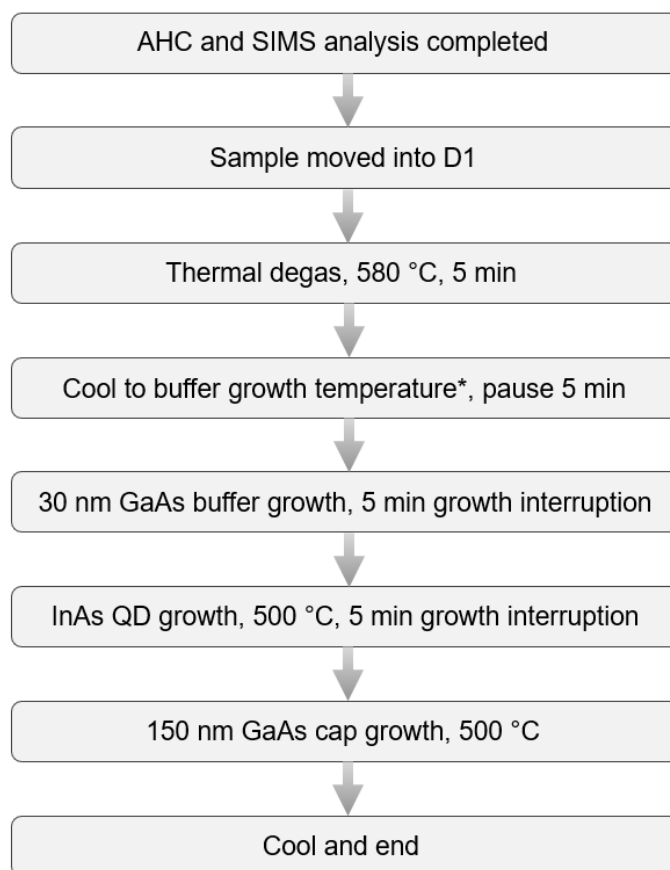 AHC and SIMS analysis completed
Sample moved into D1
Thermal degas, 580 °C, 5 min
Cool to buffer growth temperature*, pause 5 min
30 nm GaAs buffer growth, 5 min growth interruption
InAs QD growth, 500 °C, 5 min growth interruption
150 nm GaAs cap growth, 500 °C
Cool and end